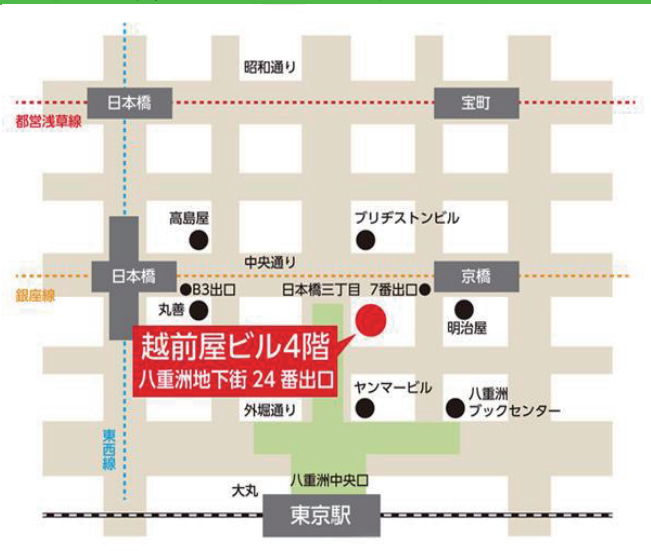 昭和通り
日本橋
宝町
都営浅草線
高島屋
ブリヂストンビル
中央通り
日本橋
京橋
銀座線
B3出口
日本橋三丁目 7番出口
丸善
明治屋
越前屋ビル4階
八重洲地下街 24 番出口
ヤンマービル
八重洲
ブックセンター
外堀通り
東西線
八重洲中央口
大丸
東京駅